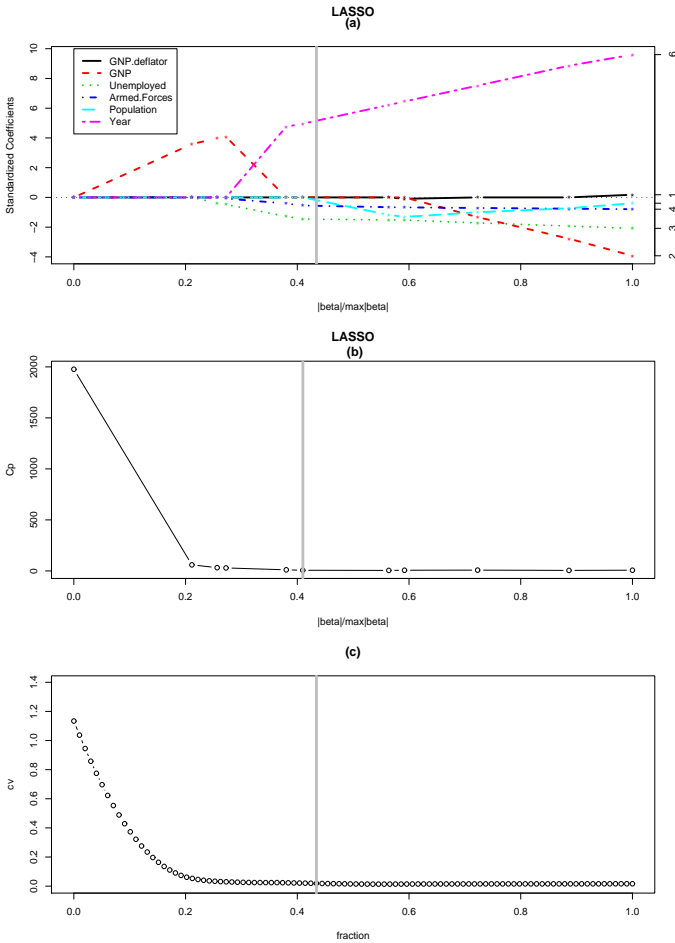 LASSO
(a)
GNP.deflator
GNP
Unemployed
Armed.Forces
Population
Year
Standardized Coefficients
10
8
6
4
2
0
−2
−4
6
1
4
3
2
0.0 0.2 0.4 0.6 0.8 1.0
|beta|/max|beta|
LASSO
(b)
Cp
2000
1500
1000
500
0
0.0 0.2 0.4 0.6 0.8 1.0
|beta|/max|beta|
(c)
cv
1.4
1.2
1.0
0.8
0.6
0.4
0.2
0.0
0.0 0.2 0.4 0.6 0.8 1.0
fraction